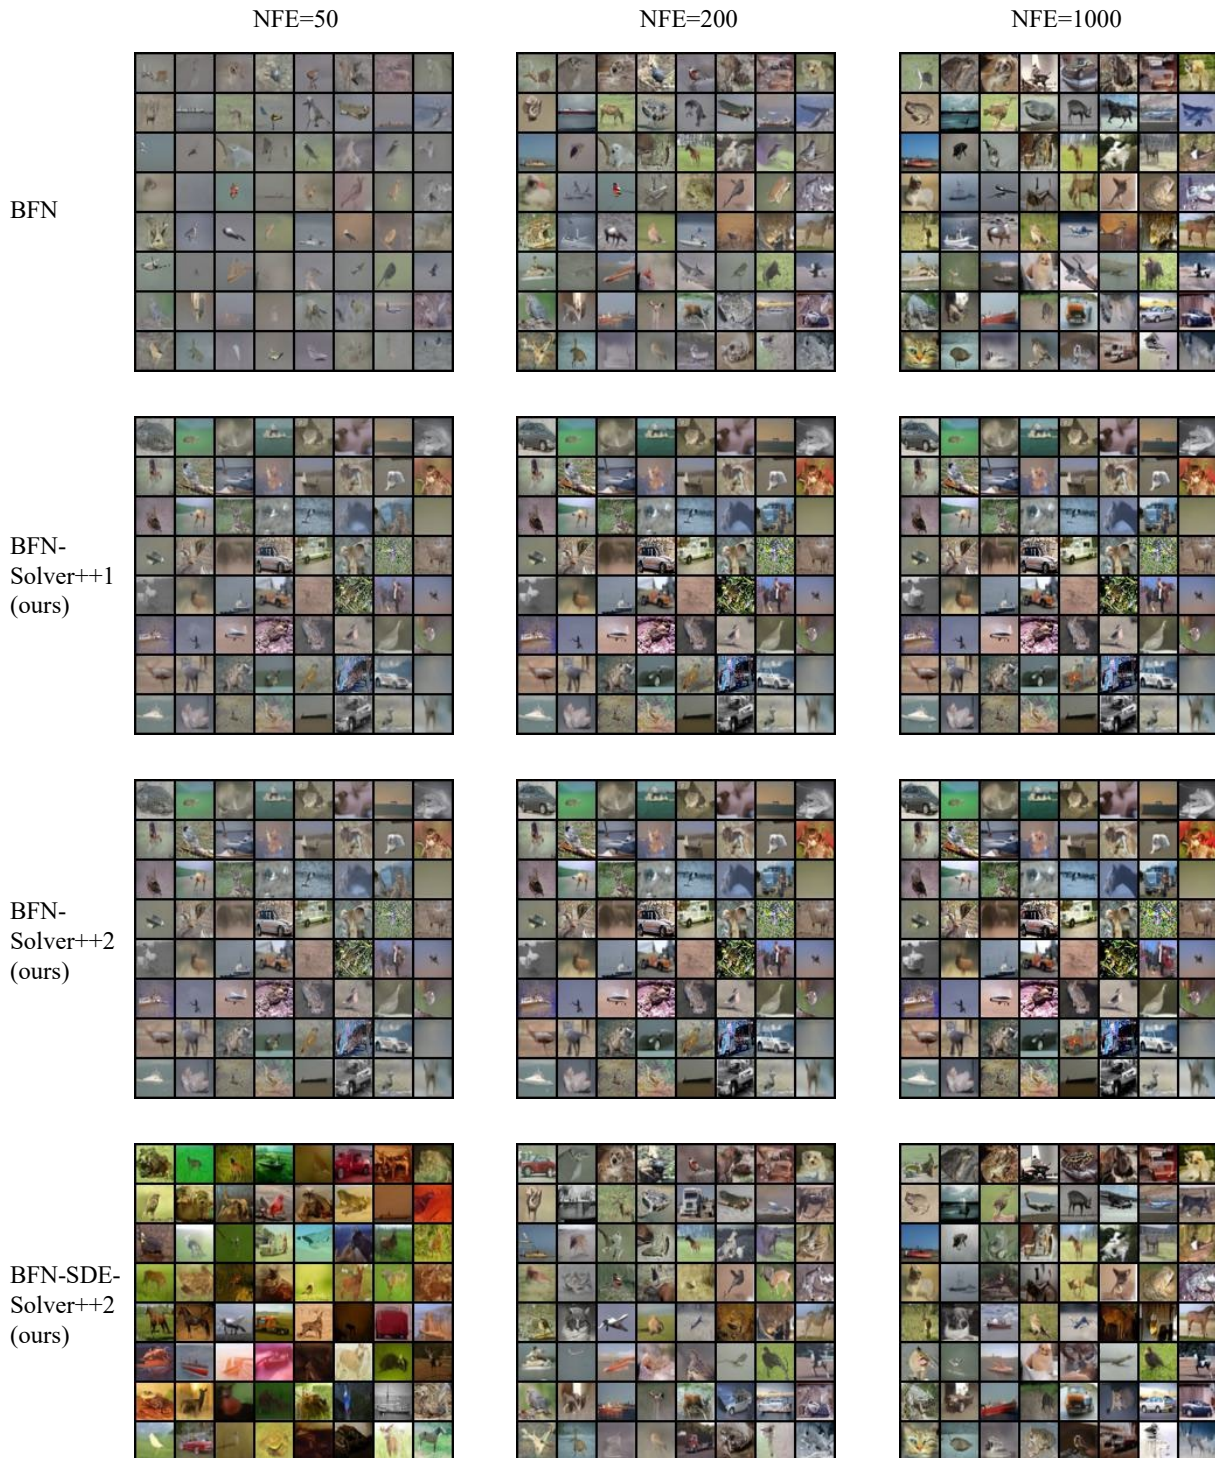 NFE=50
NFE=200
NFE=1000
BFN
BFN-
Solver++1
(ours)
BFN-
Solver++2
(ours)
BFN-SDE-
Solver++2
(ours)